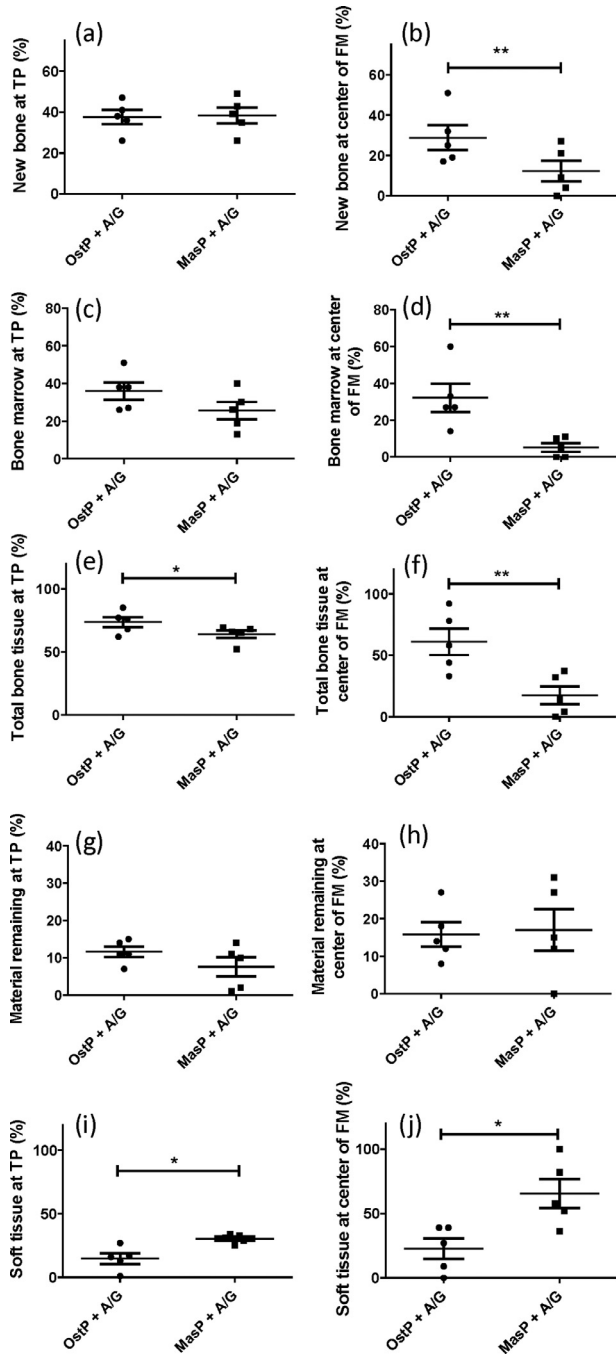 (a)
New bone at TP (%)
60
40
20
0
OstP + A/G
MasP + A/G
(b)
**
New bone at center of FM (%)
60
40
20
0
OstP + A/G
MasP + A/G
(c)
Bone marrow at TP (%)
80
60
40
20
0
OstP + A/G
MasP + A/G
(d)
**
Bone marrow at center
of FM (%)
80
60
40
20
0
OstP + A/G
MasP + A/G
(e)
*
Total bone tissue at TP (%)
100
50
0
OstP + A/G
MasP + A/G
(f)
**
Total bone tissue at
center of FM (%)
100
50
0
OstP + A/G
MasP + A/G
(g)
Material remaining at TP (%)
40
30
20
10
0
OstP + A/G
MasP + A/G
(h)
Material remaining at
center of FM (%)
40
30
20
10
0
OstP + A/G
MasP + A/G
(i)
*
Soft tissue at TP (%)
100
50
0
OstP + A/G
MasP + A/G
(j)
*
Soft tissue at center of FM (%)
100
50
0
OstP + A/G
MasP + A/G